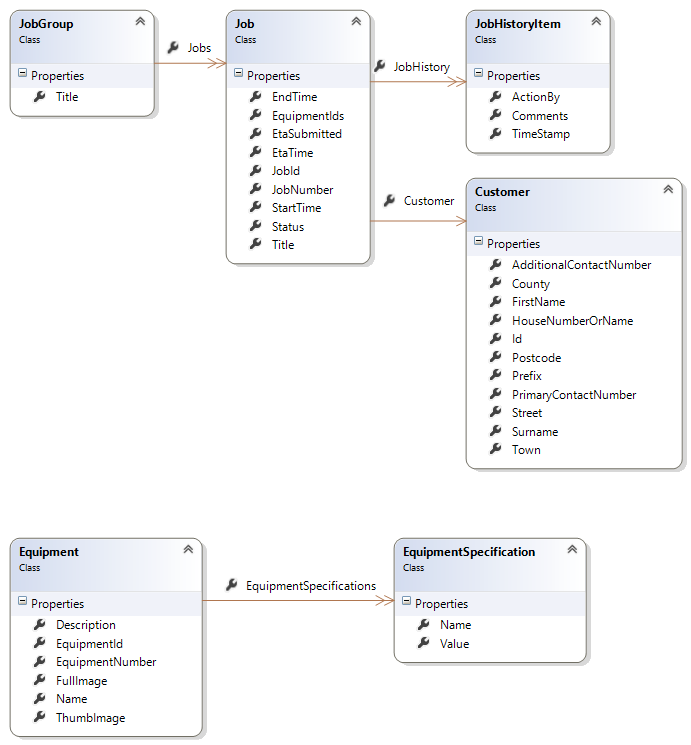 JobGroup
Class
Properties
Title
Jobs
Job
Class
Properties
EndTime
EquipmentIds
EtaSubmitted
EtaTime
JobId
JobNumber
StartTime
Status
Title
JobHistory
JobHistoryItem
Class
Properties
ActionBy
Comments
TimeStamp
Customer
Customer
Class
Properties
AdditionalContactNumber
County
FirstName
HouseNumberOrName
Id
Postcode
Prefix
PrimaryContactNumber
Street
Surname
Town
Equipment
Class
Properties
Description
EquipmentId
EquipmentNumber
FullImage
Name
ThumbImage
EquipmentSpecifications
EquipmentSpecification
Class
Properties
Name
Value